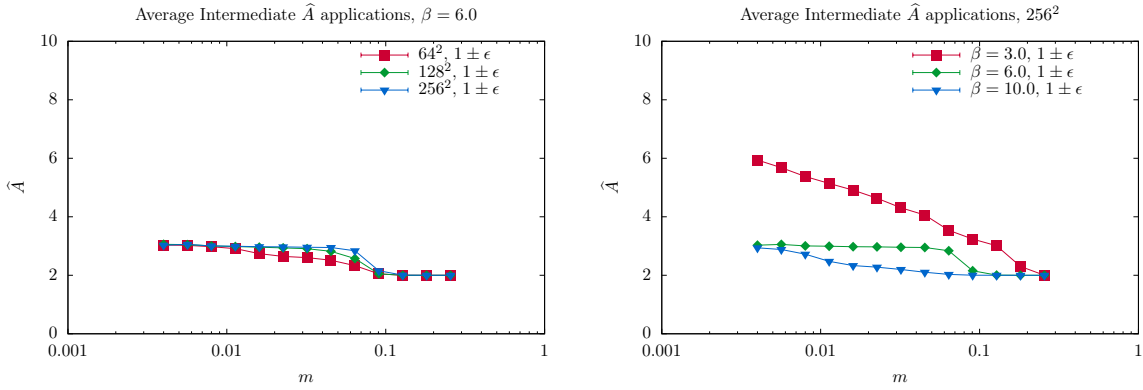 Average Intermediate Â applications, β = 6.0
10
8
6
4
2
0
Â
0.001
0.01
0.1
1
m
64², 1 ± ϵ
128², 1 ± ϵ
256², 1 ± ϵ
Average Intermediate Â applications, 256²
10
8
6
4
2
0
Â
0.001
0.01
0.1
1
m
β = 3.0, 1 ± ϵ
β = 6.0, 1 ± ϵ
β = 10.0, 1 ± ϵ